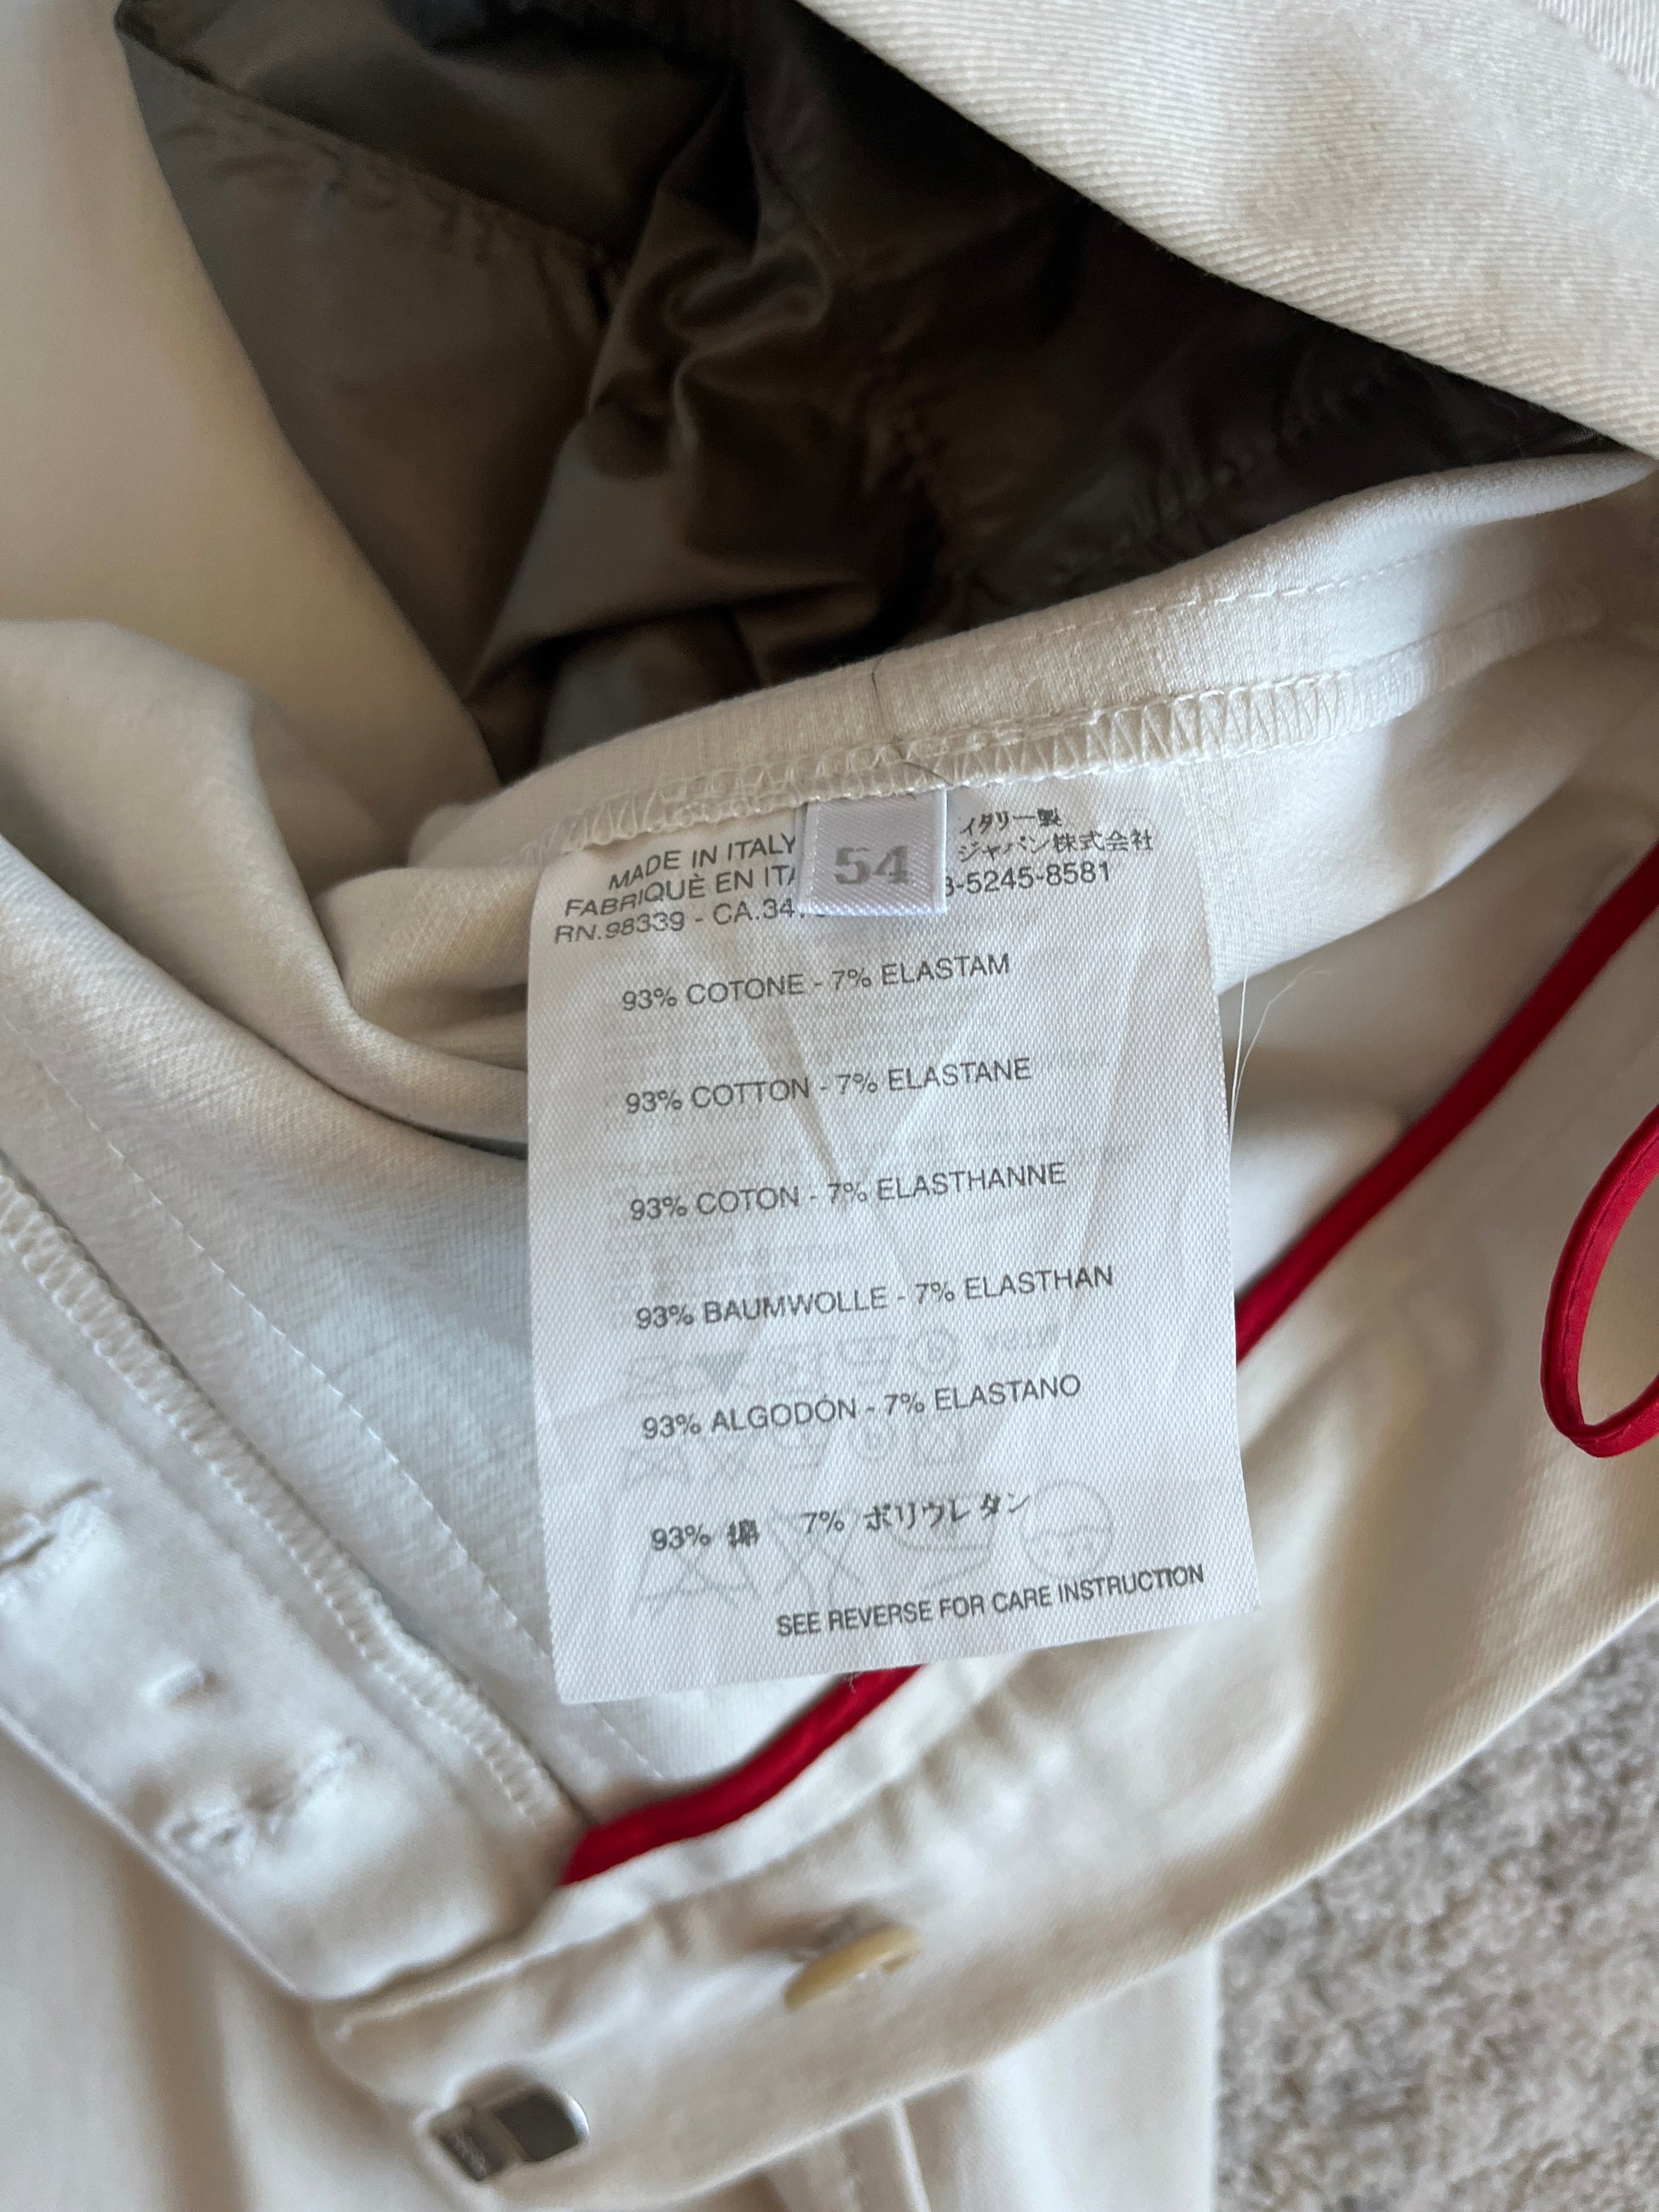 MADE IN ITALY
FABRIQUÈ EN ITA
RN.98339 - CA.34
54
イタリー製
ジャパン株式会社
3-5245-8581
93% COTONE - 7% ELASTAM
93% COTTON - 7% ELASTANE
93% COTON - 7% ELASTHANNE
93% BAUMWOLLE - 7% ELASTHAN
93% ALGODÓN - 7% ELASTANO
93% 綿 7% ポリウレタン
SEE REVERSE FOR CARE INSTRUCTION